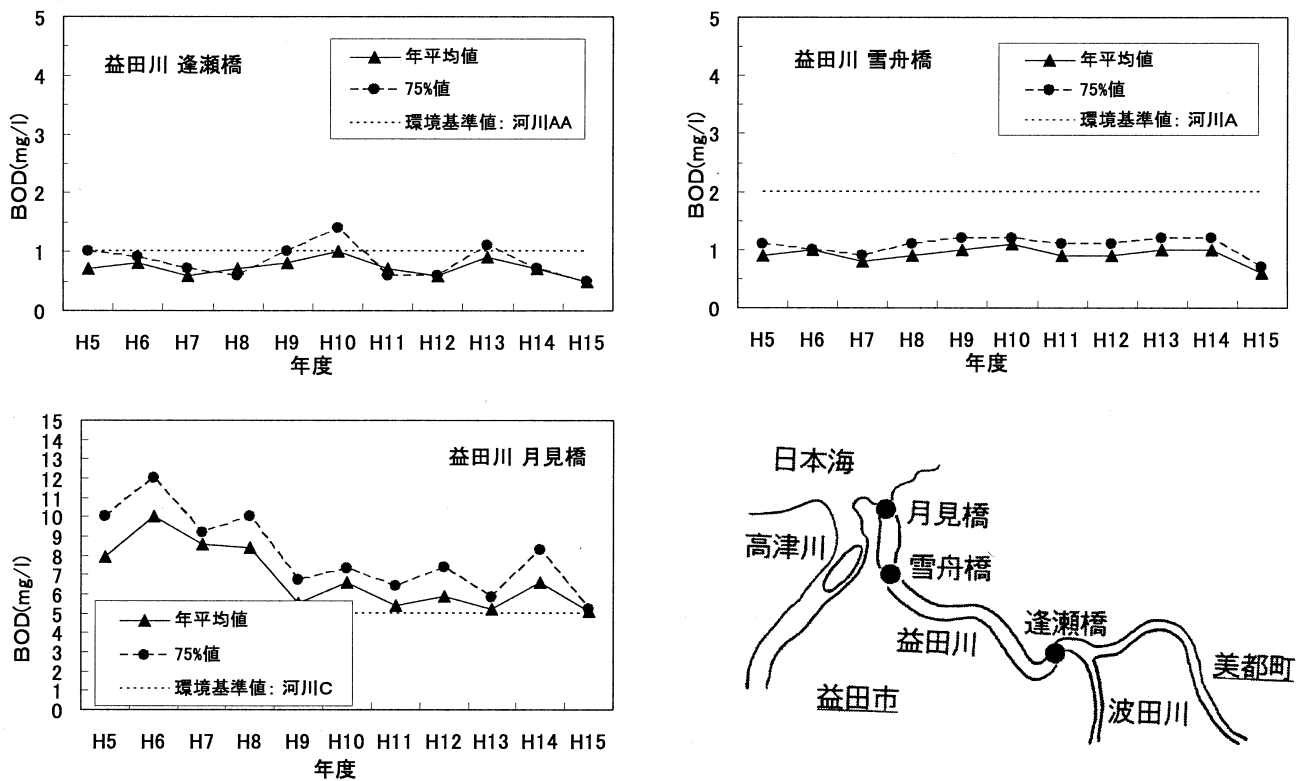 益田川 逢瀬橋
年平均値
75%値
環境基準値：河川AA
BOD(mg/l)
5
4
3
2
1
0
H5 H6 H7 H8 H9 H10 H11 H12 H13 H14 H15
年度
益田川 雪舟橋
年平均値
75%値
環境基準値：河川A
BOD(mg/l)
5
4
3
2
1
0
H5 H6 H7 H8 H9 H10 H11 H12 H13 H14 H15
年度
益田川 月見橋
年平均値
75%値
環境基準値：河川C
BOD(mg/l)
15
14
13
12
11
10
9
8
7
6
5
4
3
2
1
0
H5 H6 H7 H8 H9 H10 H11 H12 H13 H14 H15
年度
日本海
月見橋
高津川
雪舟橋
逢瀬橋
益田川
美都町
益田市
波田川